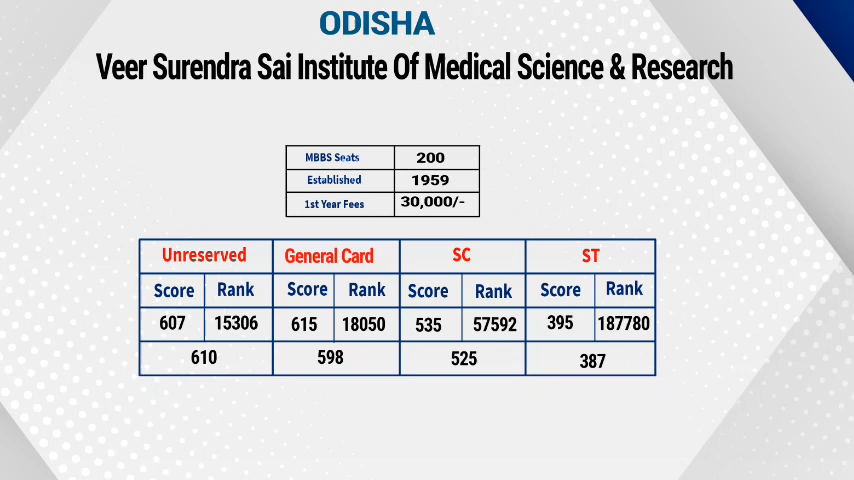 ODISHA
Veer Surendra Sai Institute Of Medical Science & Research
MBBS Seats 200
Established 1959
1st Year Fees 30,000/-
Unreserved General Card SC ST
Score Rank Score Rank Score Rank Score Rank
607 15306 615 18050 535 57592 395 187780
610 598 525 387